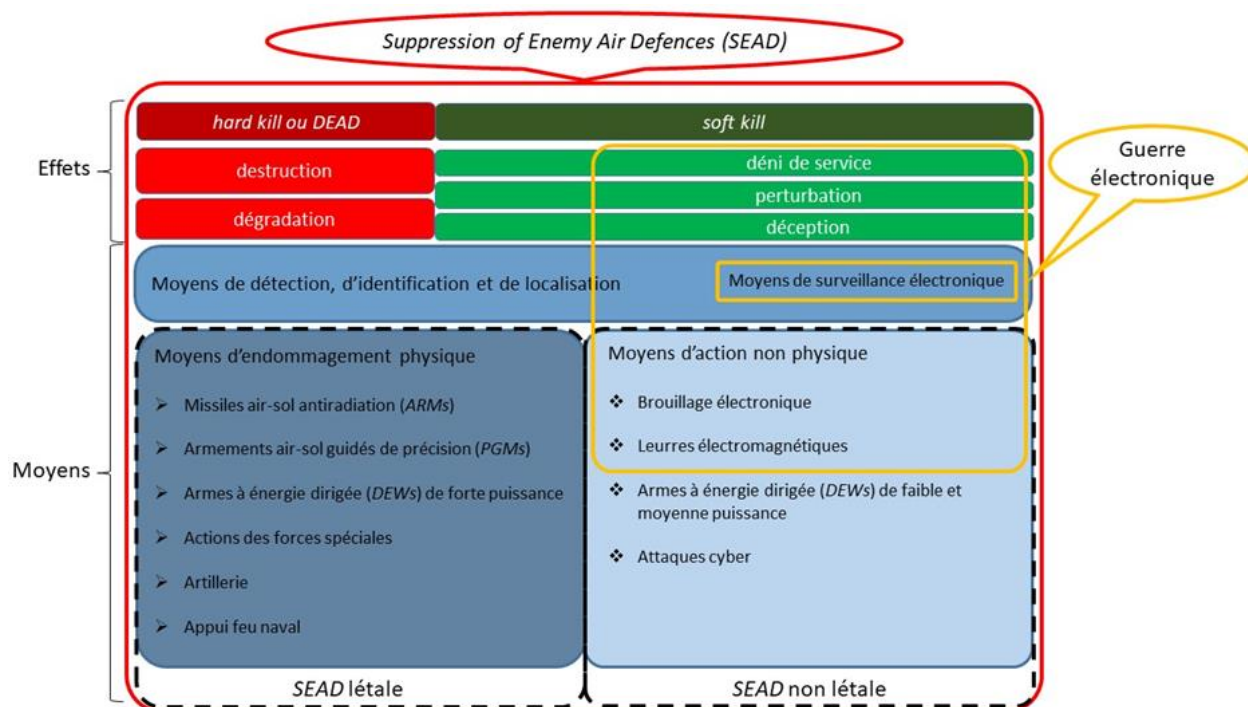 Suppression of Enemy Air Defences (SEAD)
hard kill ou DEAD
soft kill
Effets
destruction
dégradation
déni de service
perturbation
déception
Guerre
électronique
Moyens de détection, d’identification et de localisation
Moyens de surveillance électronique
Moyens
Moyens d’endommagement physique
➢ Missiles air-sol antiradiation (ARMs)
➢ Armements air-sol guidés de précision (PGMs)
➢ Armes à énergie dirigée (DEWs) de forte puissance
➢ Actions des forces spéciales
➢ Artillerie
➢ Appui feu naval
SEAD létale
Moyens d’action non physique
❖ Brouillage électronique
❖ Leurres électromagnétiques
❖ Armes à énergie dirigée (DEWs) de faible et
moyenne puissance
❖ Attaques cyber
SEAD non létale